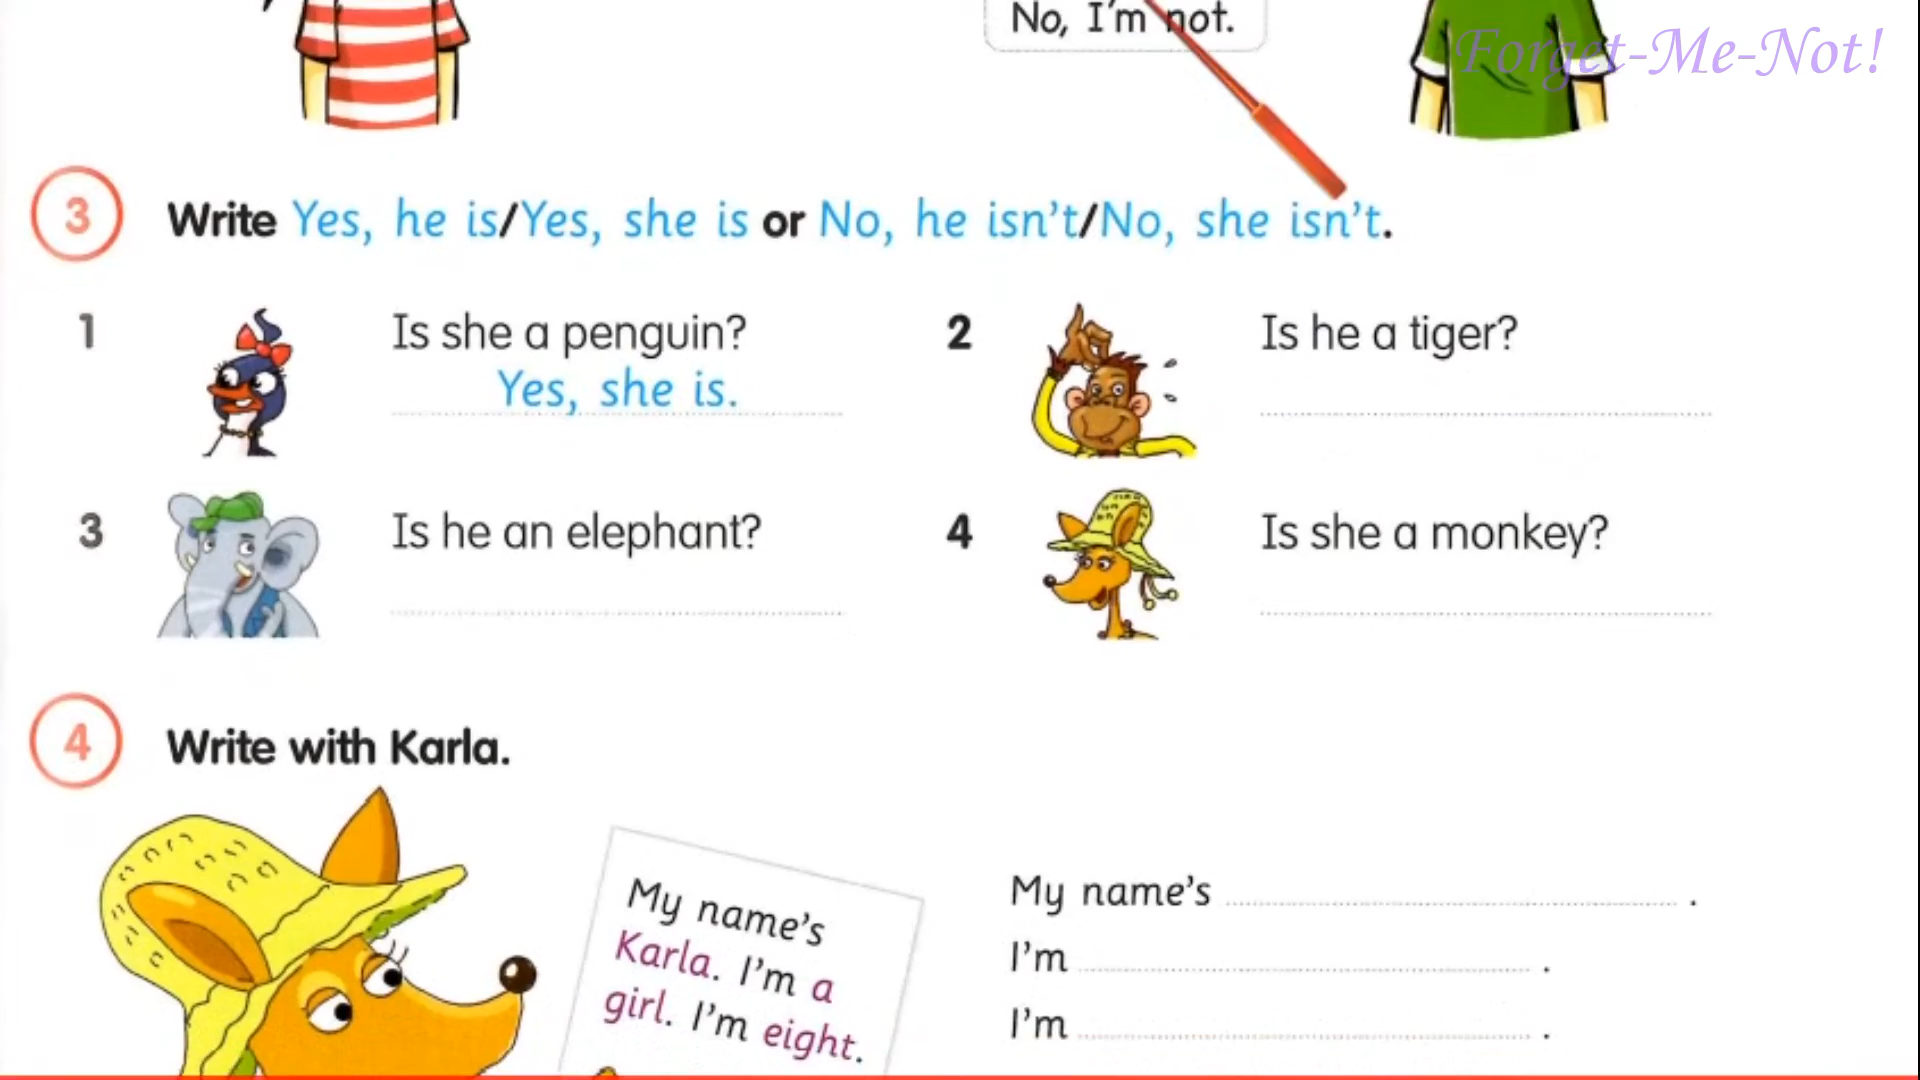 No, I'm not.
Forget-Me-Not!
3 Write Yes, he is/Yes, she is or No, he isn't/No, she isn't.
1 Is she a penguin?
Yes, she is.
2 Is he a tiger?
3 Is he an elephant?
4 Is she a monkey?
4 Write with Karla.
My name's
Karla. I'm a
girl. I'm eight.
My name's .
I'm .
I'm .